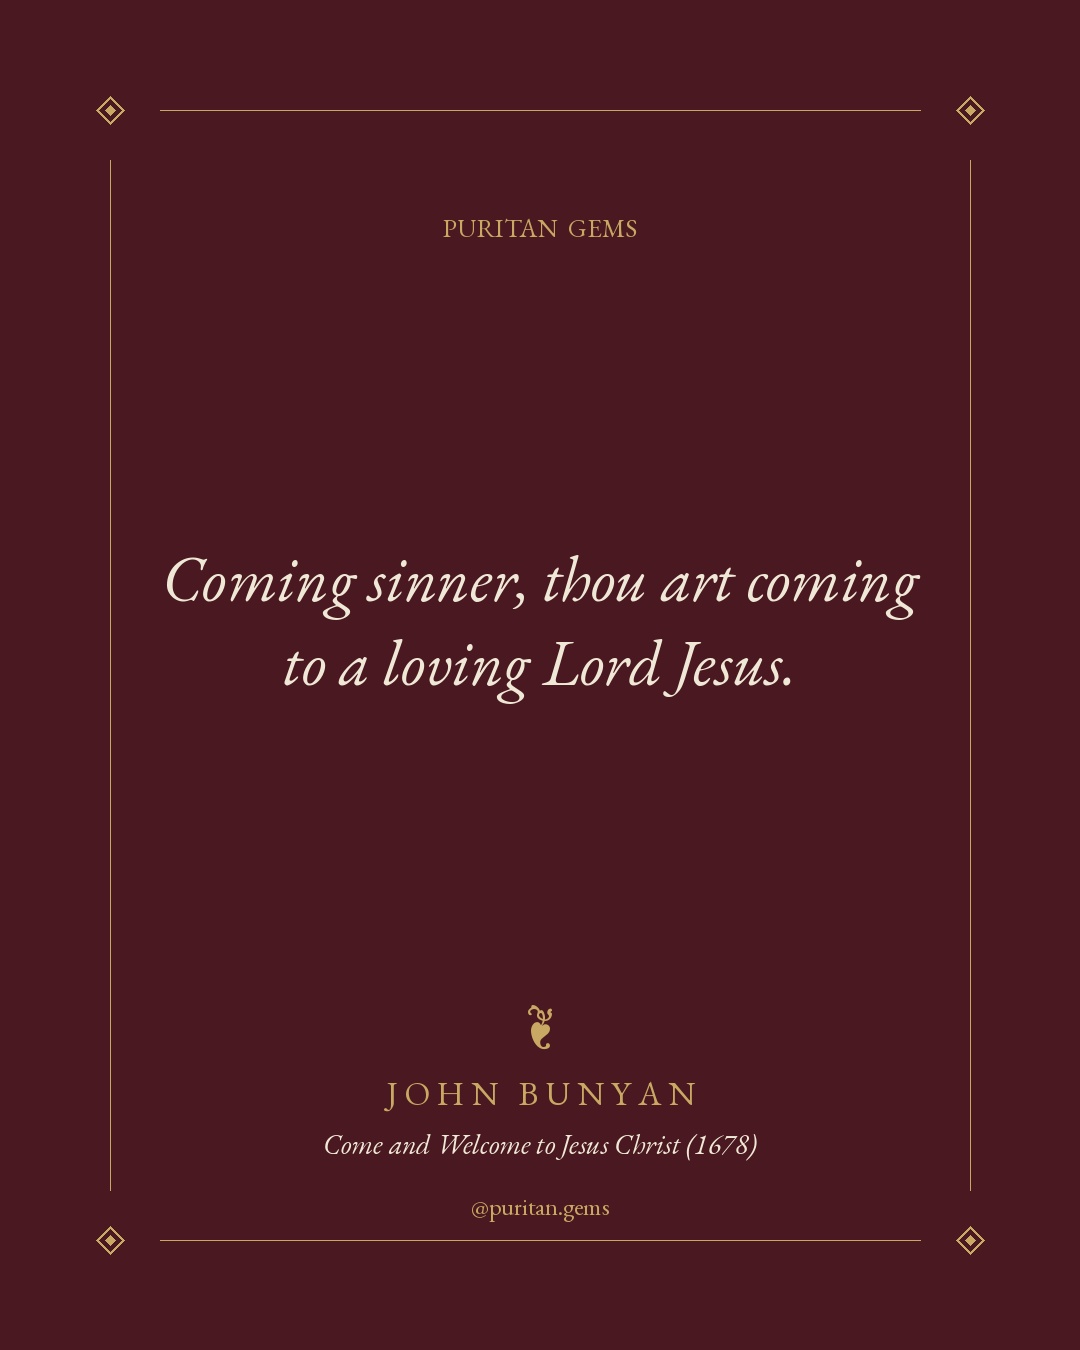 PURITAN GEMS
Coming sinner, thou art coming
to a loving Lord Jesus.
JOHN BUNYAN
Come and Welcome to Jesus Christ (1678)
@puritan.gems